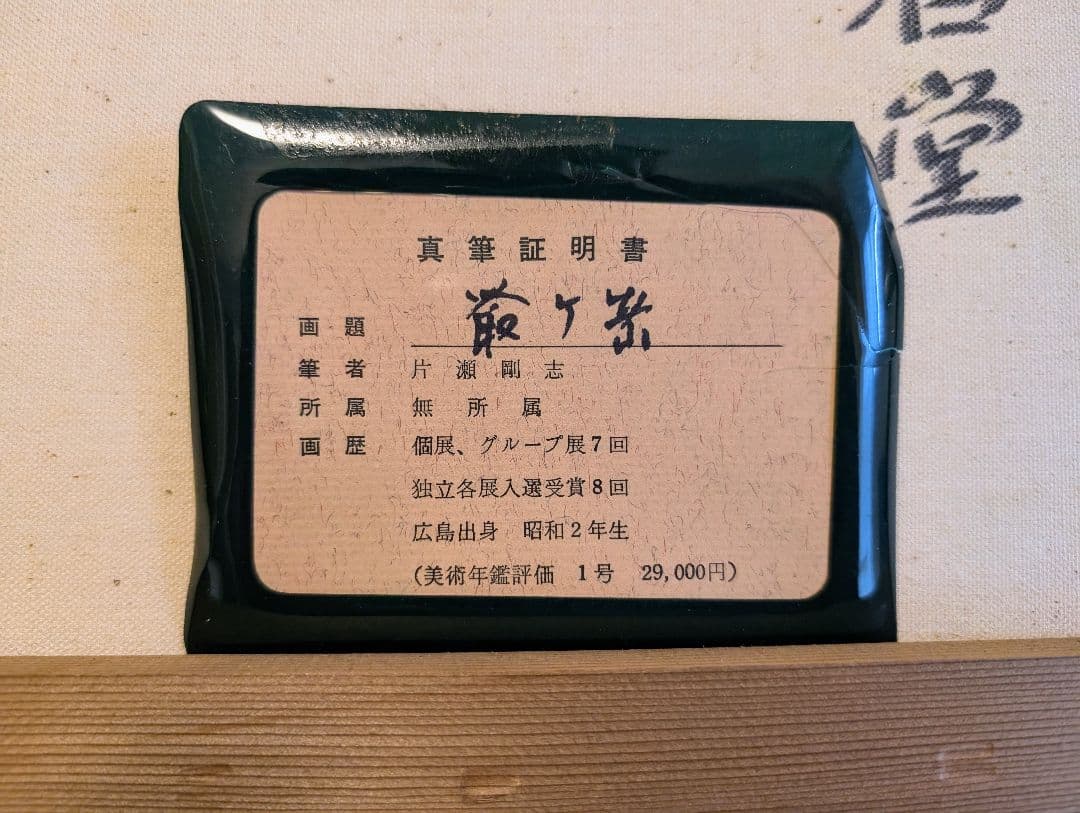 堂
真筆証明書
画題
筆者 片瀬剛志
所属 無所属
画歴 個展、グループ展7回
独立各展入選受賞8回
広島出身 昭和2年生
(美術年鑑評価 1号 29,000円)